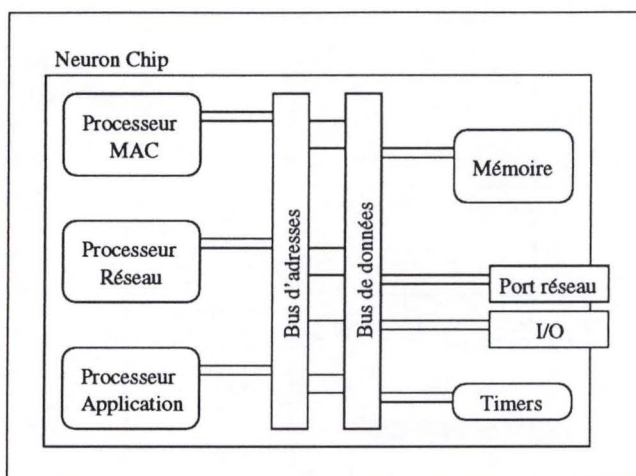 Neuron Chip
Processeur
MAC
Processeur
Réseau
Processeur
Application
Bus d'adresses
Bus de données
Mémoire
Port réseau
I/O
Timers